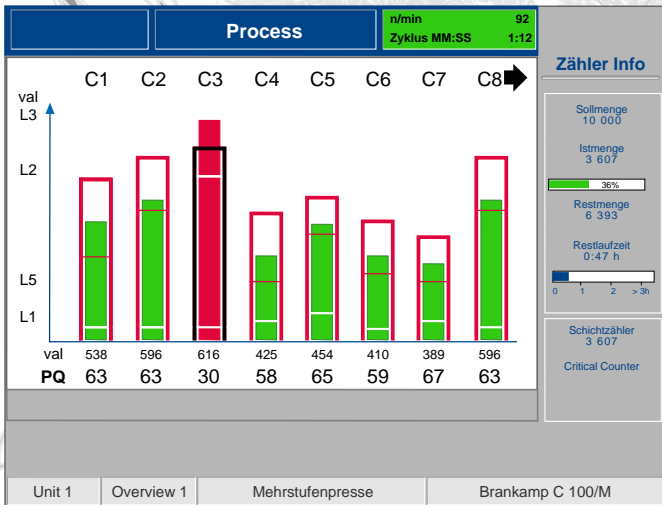 Process
n/min 92
Zyklus MM:SS 1:12
Zähler Info
C1 C2 C3 C4 C5 C6 C7 C8
val
L3
L2
L5
L1
val 538 596 616 425 454 410 389 596
PQ 63 63 30 58 65 59 67 63
Sollmenge
10 000
Istmenge
3 607
36%
Restmenge
6 393
Restlaufzeit
0:47 h
0 1 2 > 3h
Schichtzähler
3 607
Critical Counter
Unit 1 Overview 1 Mehrstufenpresse Brankamp C 100/M